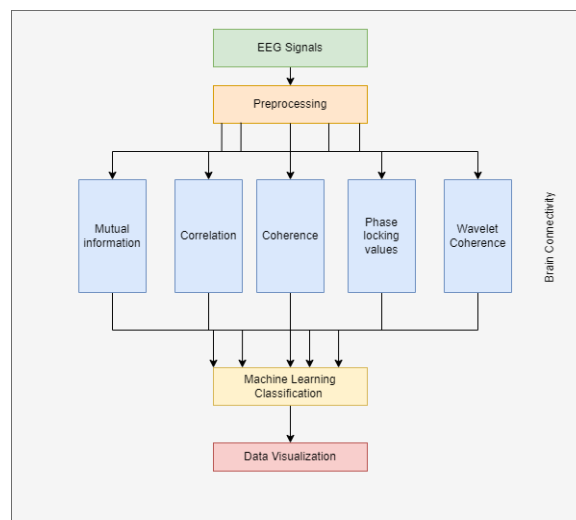 EEG Signals
Preprocessing
Mutual
information
Correlation
Coherence
Phase
locking
values
Wavelet
Coherence
Brain Connectivity
Machine Learning
Classification
Data Visualization